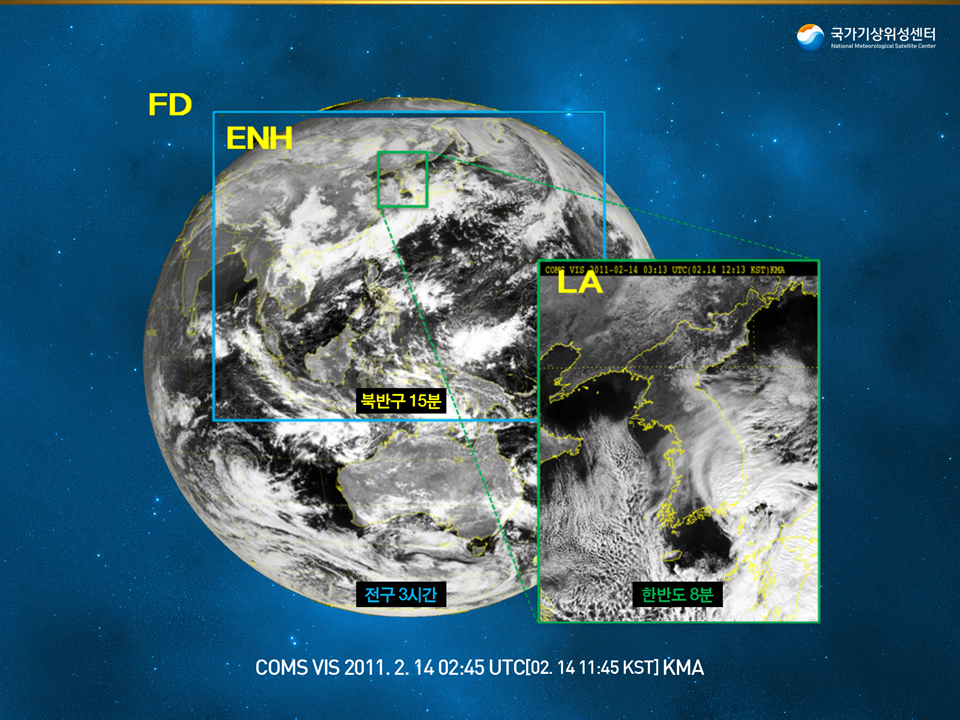 국가기상위성센터
National Meteorological Satellite Center
FD
ENH
COMS VIS 2011-02-14 03:13 UTC(02.14 12:13 KST)KMA
LA
북반구 15분
전구 3시간
한반도 8분
COMS VIS 2011. 2. 14 02:45 UTC[02. 14 11:45 KST] KMA